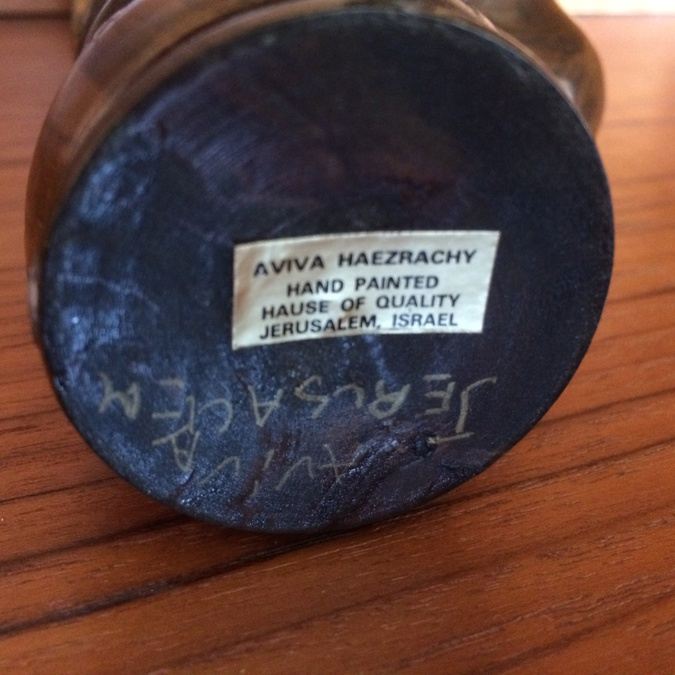 AVIVA HAEZRACHY
HAND PAINTED
HAUSE OF QUALITY
JERUSALEM, ISRAEL
AVIVA
JERUSALEM